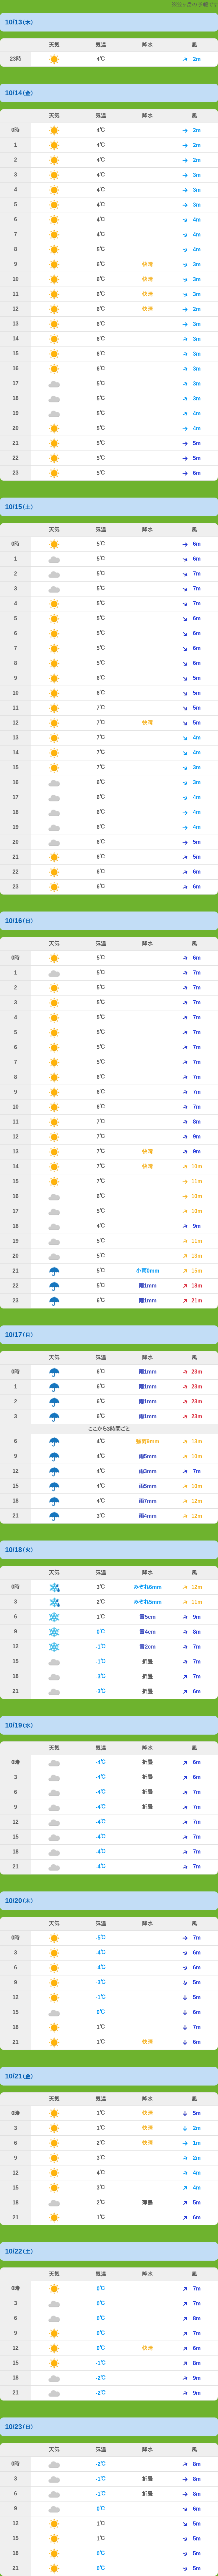 10/13(木)
天気 気温 降水 風
23時 4℃ 2m
10/14(金)
天気 気温 降水 風
0時 4℃ 2m
1 4℃ 2m
2 4℃ 2m
3 4℃ 3m
4 4℃ 3m
5 4℃ 3m
6 4℃ 4m
7 4℃ 4m
8 5℃ 4m
9 6℃ 快晴 3m
10 6℃ 快晴 3m
11 6℃ 快晴 3m
12 6℃ 快晴 2m
13 6℃ 3m
14 6℃ 3m
15 6℃ 3m
16 6℃ 3m
17 5℃ 3m
18 5℃ 3m
19 5℃ 4m
20 5℃ 4m
21 5℃ 5m
22 5℃ 5m
23 5℃ 6m
10/15(土)
天気 気温 降水 風
0時 5℃ 6m
1 5℃ 6m
2 5℃ 7m
3 5℃ 7m
4 5℃ 7m
5 5℃ 6m
6 5℃ 6m
7 5℃ 6m
8 5℃ 6m
9 6℃ 5m
10 6℃ 5m
11 7℃ 5m
12 7℃ 快晴 5m
13 7℃ 4m
14 7℃ 4m
15 7℃ 3m
16 6℃ 3m
17 6℃ 4m
18 6℃ 4m
19 6℃ 4m
20 6℃ 5m
21 6℃ 5m
22 6℃ 6m
23 6℃ 6m
10/16(日)
天気 気温 降水 風
0時 5℃ 6m
1 5℃ 7m
2 5℃ 7m
3 5℃ 7m
4 5℃ 7m
5 5℃ 7m
6 5℃ 7m
7 5℃ 7m
8 6℃ 7m
9 6℃ 7m
10 6℃ 7m
11 7℃ 8m
12 7℃ 9m
13 7℃ 快晴 9m
14 7℃ 快晴 10m
15 7℃ 11m
16 6℃ 10m
17 5℃ 10m
18 4℃ 9m
19 5℃ 11m
20 5℃ 13m
21 5℃ 小雨0mm 15m
22 5℃ 雨1mm 18m
23 6℃ 雨1mm 21m
10/17(月)
天気 気温 降水 風
0時 6℃ 雨1mm 23m
1 6℃ 雨1mm 23m
2 6℃ 雨1mm 23m
3 6℃ 雨1mm 23m
ここから3時間ごと
6 4℃ 13m
9 4℃ 雨5mm 10m
12 4℃ 雨3mm 7m
15 4℃ 雨5mm 10m
18 4℃ 雨7mm 12m
21 3℃ 雨4mm 12m
10/18(火)
天気 気温 降水 風
0時 3℃ みぞれ6mm 12m
3 2℃ みぞれ5mm 11m
6 1℃ 雪5cm 9m
9 0℃ 雪4cm 8m
12 -1℃ 雪2cm 7m
15 -1℃ 折曇 7m
18 -3℃ 折曇 7m
21 -3℃ 折曇 6m
10/19(水)
天気 気温 降水 風
0時 -4℃ 折曇 6m
3 -4℃ 折曇 6m
6 -4℃ 折曇 7m
9 -4℃ 折曇 7m
12 -4℃ 7m
15 -4℃ 7m
18 -4℃ 7m
21 -4℃ 7m
10/20(木)
天気 気温 降水 風
0時 -5℃ 7m
3 -4℃ 6m
6 -4℃ 6m
9 -3℃ 5m
12 -1℃ 5m
15 0℃ 6m
18 1℃ 7m
21 1℃ 快晴 6m
10/21(金)
天気 気温 降水 風
0時 1℃ 快晴 5m
3 1℃ 快晴 2m
6 2℃ 快晴 1m
9 3℃ 2m
12 4℃ 4m
15 3℃ 4m
18 2℃ 薄曇 5m
21 1℃ 6m
10/22(土)
天気 気温 降水 風
0時 0℃ 7m
3 0℃ 7m
6 0℃ 8m
9 0℃ 7m
12 0℃ 快晴 6m
15 -1℃ 8m
18 -2℃ 9m
21 -2℃ 9m
10/23(日)
天気 気温 降水 風
0時 -2℃ 8m
3 -1℃ 折曇 8m
6 -1℃ 折曇 8m
9 0℃ 6m
12 1℃ 5m
15 1℃ 5m
18 0℃ 5m
21 0℃ 5m